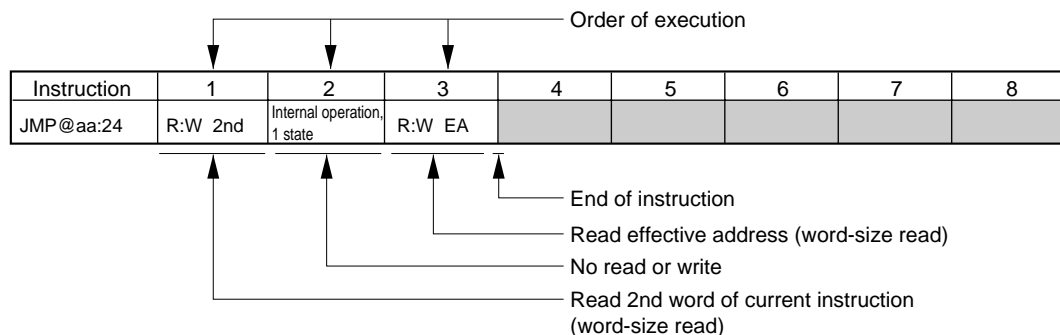 Order of execution
Instruction 1 2 3 4 5 6 7 8
JMP@aa:24 R:W 2nd Internal operation, 1 state R:W EA
End of instruction
Read effective address (word-size read)
No read or write
Read 2nd word of current instruction
(word-size read)